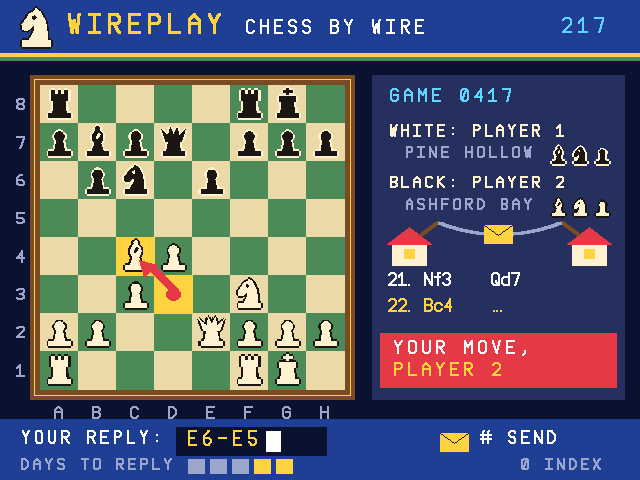 WIREPLAY CHESS BY WIRE 217
GAME 0417
WHITE: PLAYER 1
PINE HOLLOW
BLACK: PLAYER 2
ASHFORD BAY
21. Nf3 Qd7
22. Bc4 ...
YOUR MOVE,
PLAYER 2
8
7
6
5
4
3
2
1
A B C D E F G H
YOUR REPLY: E6-E5 # SEND
DAYS TO REPLY 0 INDEX